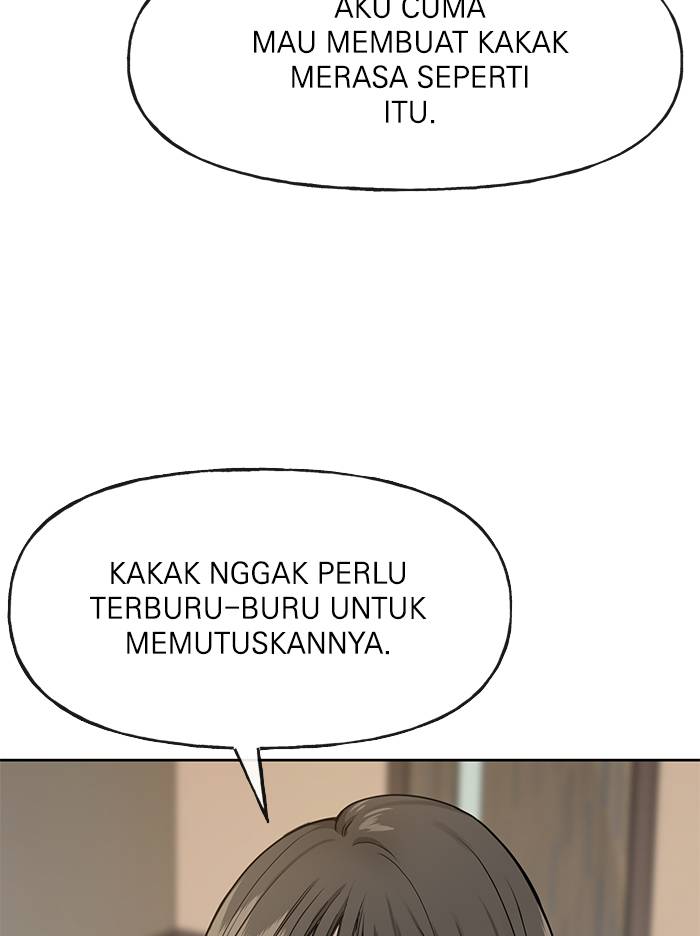 AKU CUMA
MAU MEMBUAT KAKAK
MERASA SEPERTI
ITU.
KAKAK NGGAK PERLU
TERBURU-BURU UNTUK
MEMUTUSKANNYA.